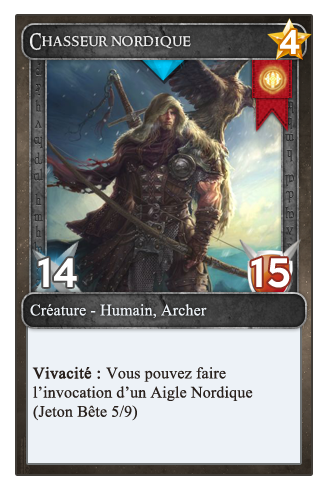 Chasseur nordique
4
14
15
Créature - Humain, Archer
Vivacité : Vous pouvez faire
l'invocation d'un Aigle Nordique
(Jeton Bête 5/9)